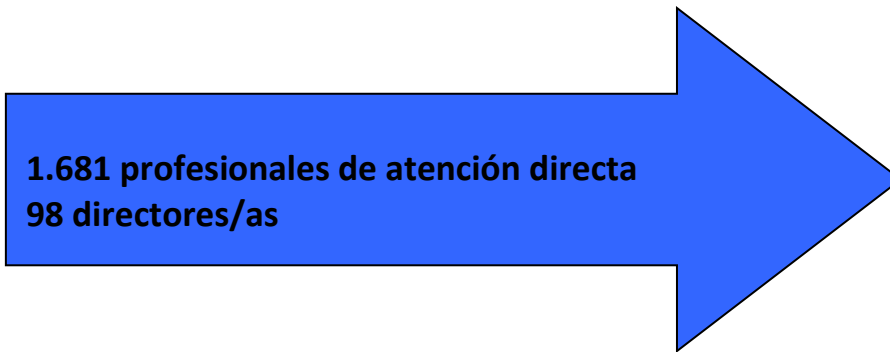 1.681 profesionales de atención directa
98 directores/as